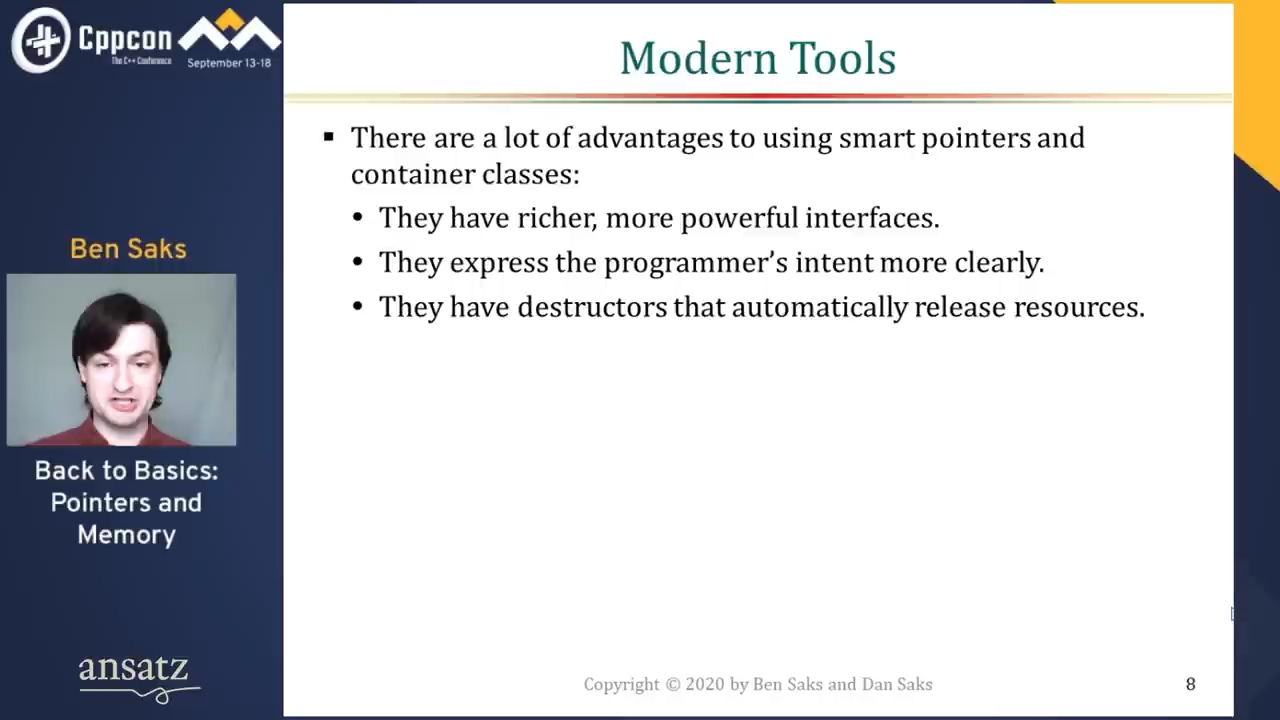 Cppcon
The C++ Conference
September 13-18
Ben Saks
Back to Basics:
Pointers and
Memory
ansatz
Modern Tools
▪ There are a lot of advantages to using smart pointers and
container classes:
• They have richer, more powerful interfaces.
• They express the programmer’s intent more clearly.
• They have destructors that automatically release resources.
Copyright © 2020 by Ben Saks and Dan Saks
8